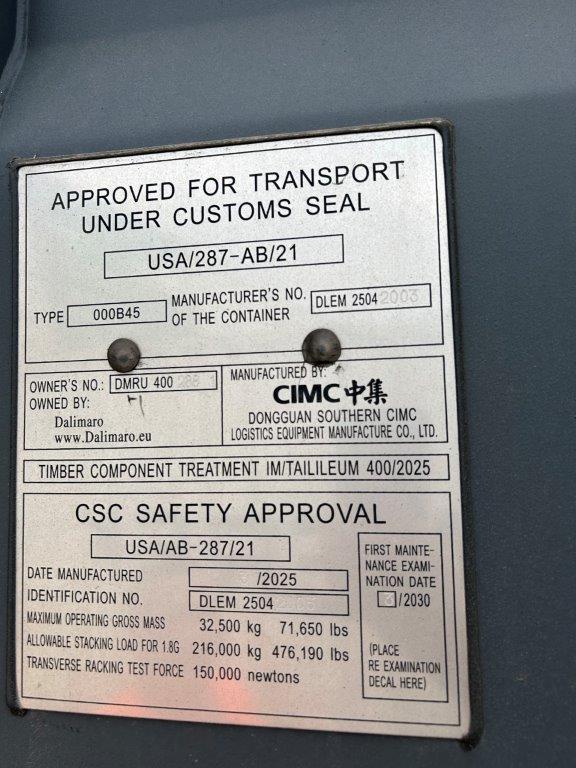 APPROVED FOR TRANSPORT
UNDER CUSTOMS SEAL
USA/287-AB/21
TYPE 000B45
MANUFACTURER'S NO. OF THE CONTAINER DLEM 2504 2003
OWNER'S NO.: DMRU 400
OWNED BY:
Dalimaro
www.Dalimaro.eu
MANUFACTURED BY:
CIMC 中集
DONGGUAN SOUTHERN CIMC
LOGISTICS EQUIPMENT MANUFACTURE CO., LTD.
TIMBER COMPONENT TREATMENT IM/TAILILEUM 400/2025
CSC SAFETY APPROVAL
USA/AB-287/21
DATE MANUFACTURED 3/2025
IDENTIFICATION NO. DLEM 2504
MAXIMUM OPERATING GROSS MASS 32,500 kg 71,650 lbs
ALLOWABLE STACKING LOAD FOR 1.8G 216,000 kg 476,190 lbs
TRANSVERSE RACKING TEST FORCE 150,000 newtons
FIRST MAINTE-
NANCE EXAMI-
NATION DATE
3/2030
(PLACE
RE EXAMINATION
DECAL HERE)